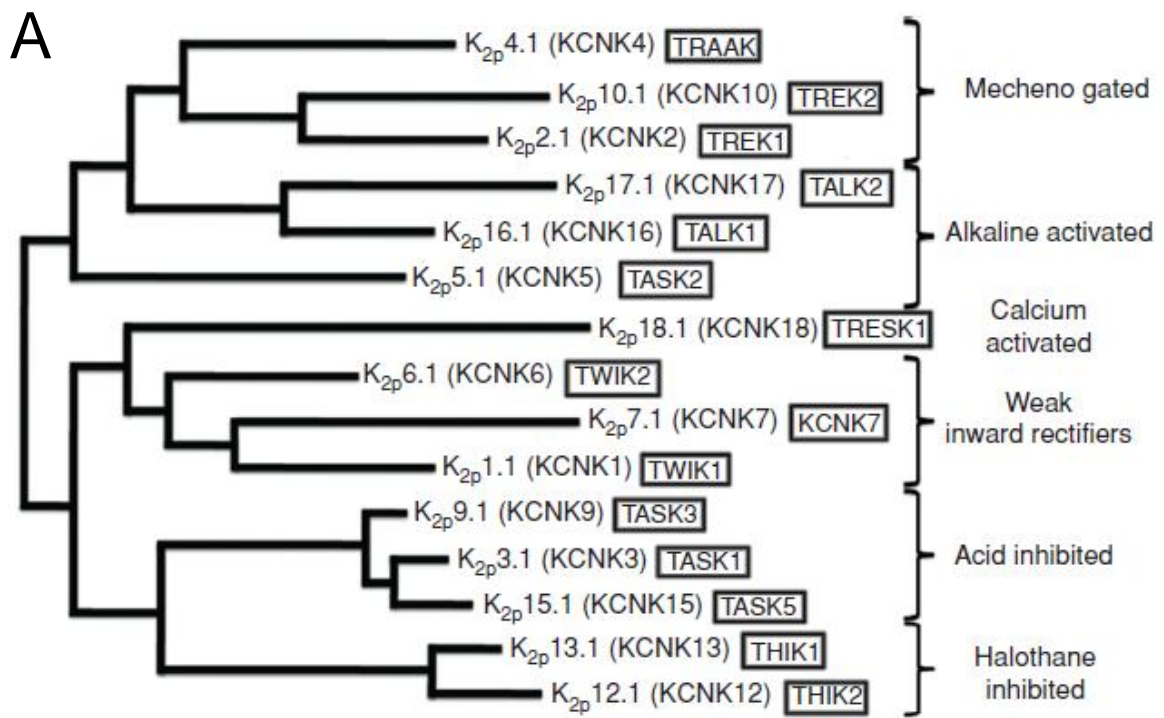 A
K2p4.1 (KCNK4) TRAAK
K2p10.1 (KCNK10) TREK2
K2p2.1 (KCNK2) TREK1
Mecheno gated
K2p17.1 (KCNK17) TALK2
K2p16.1 (KCNK16) TALK1
K2p5.1 (KCNK5) TASK2
Alkaline activated
K2p18.1 (KCNK18) TRESK1
Calcium
activated
K2p6.1 (KCNK6) TWIK2
K2p7.1 (KCNK7) KCNK7
K2p1.1 (KCNK1) TWIK1
Weak
inward rectifiers
K2p9.1 (KCNK9) TASK3
K2p3.1 (KCNK3) TASK1
K2p15.1 (KCNK15) TASK5
Acid inhibited
K2p13.1 (KCNK13) THIK1
K2p12.1 (KCNK12) THIK2
Halothane
inhibited